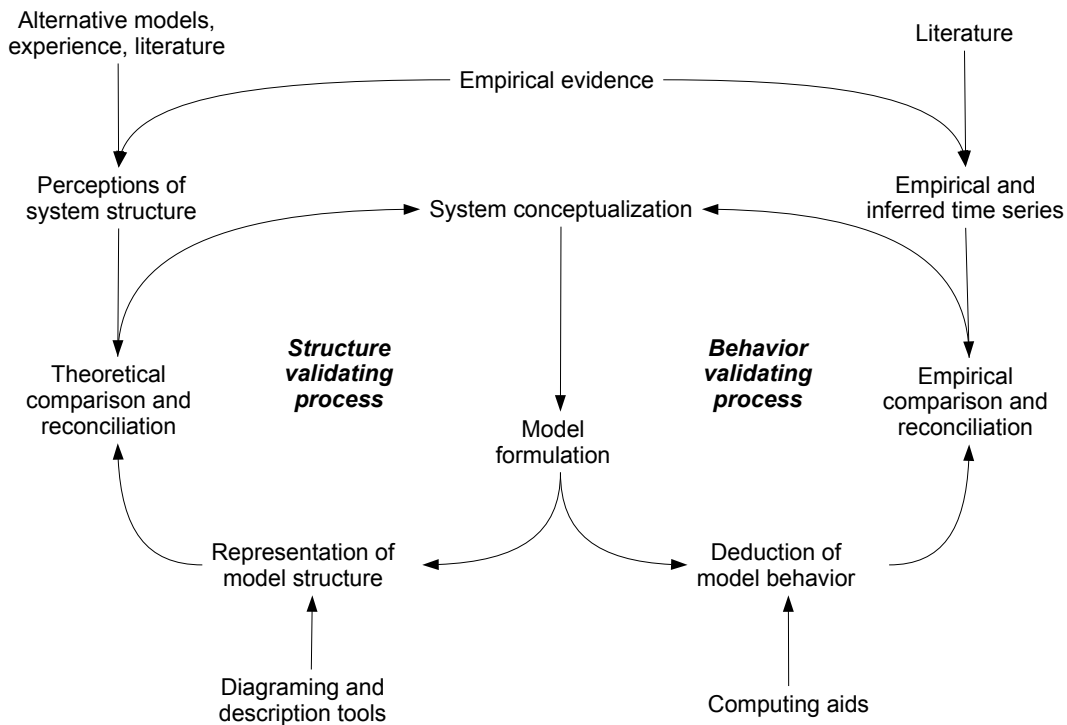 Alternative models,
experience, literature
Literature
Empirical evidence
Perceptions of
system structure
System conceptualization
Empirical and
inferred time series
Structure
validating
process
Behavior
validating
process
Theoretical
comparison and
reconciliation
Empirical
comparison and
reconciliation
Model
formulation
Representation of
model structure
Deduction of
model behavior
Diagraming and
description tools
Computing aids